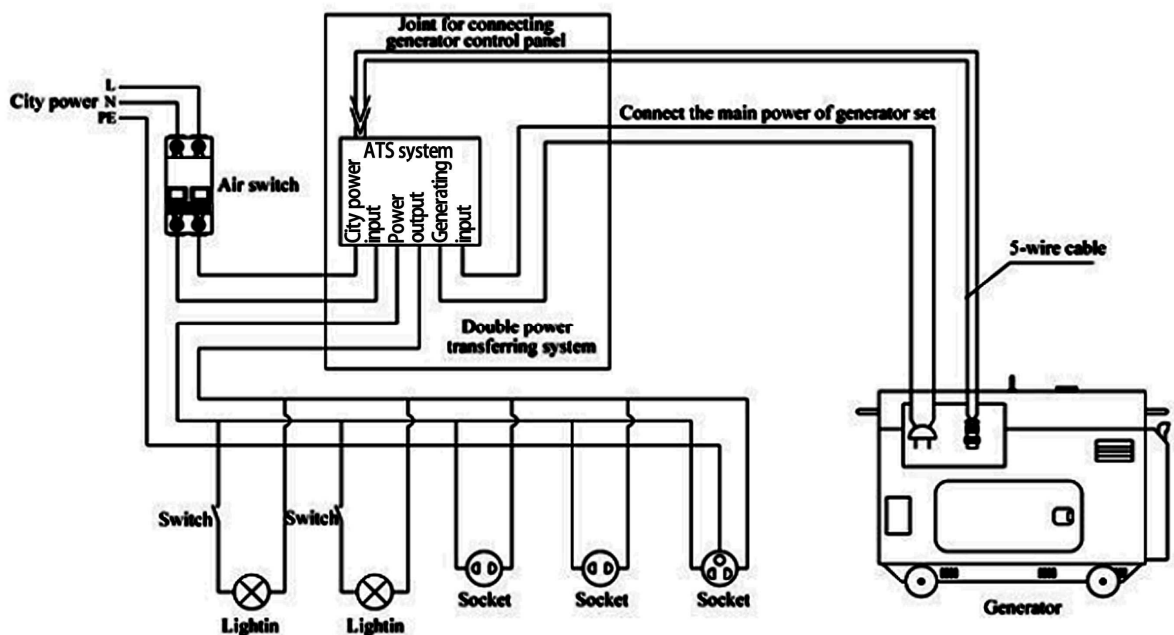 Joint for connecting
generator control panel
L
City power N
PE
Connect the main power of generator set
ATS system
City power
input
Power
output
Generating
input
Air switch
5-wire cable
Double power
transferring system
Switch
Switch
Socket
Socket
Socket
Lightin
Lightin
Generator